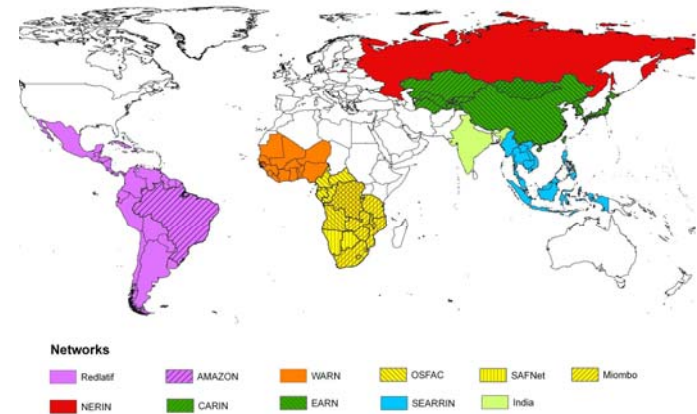 Networks
Redlatif AMAZON WARN OSFAC SAFNet Miombo
NERIN CARIN EARN SEARRIN India